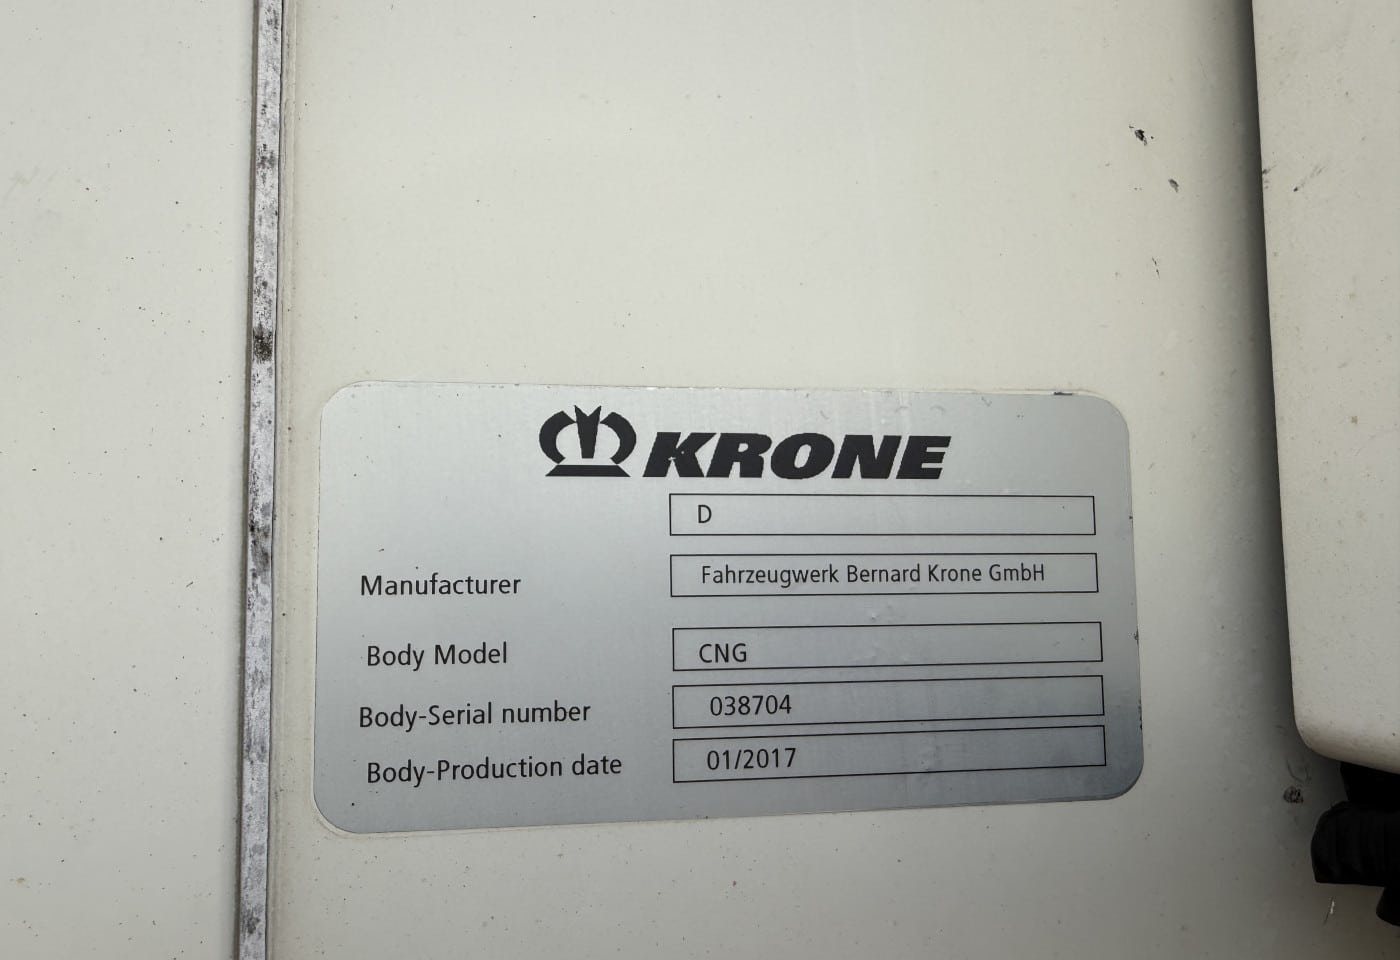 KRONE
D
Manufacturer Fahrzeugwerk Bernard Krone GmbH
Body Model CNG
Body-Serial number 038704
Body-Production date 01/2017